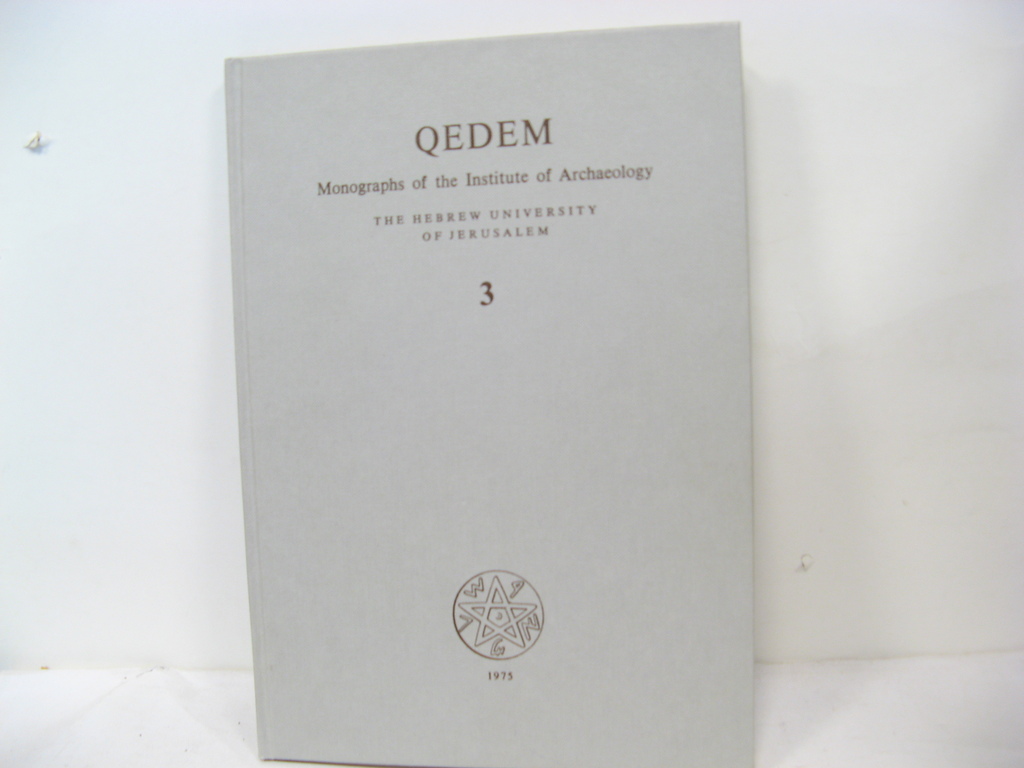 QEDEM
Monographs of the Institute of Archaeology
THE HEBREW UNIVERSITY
OF JERUSALEM
3
1975